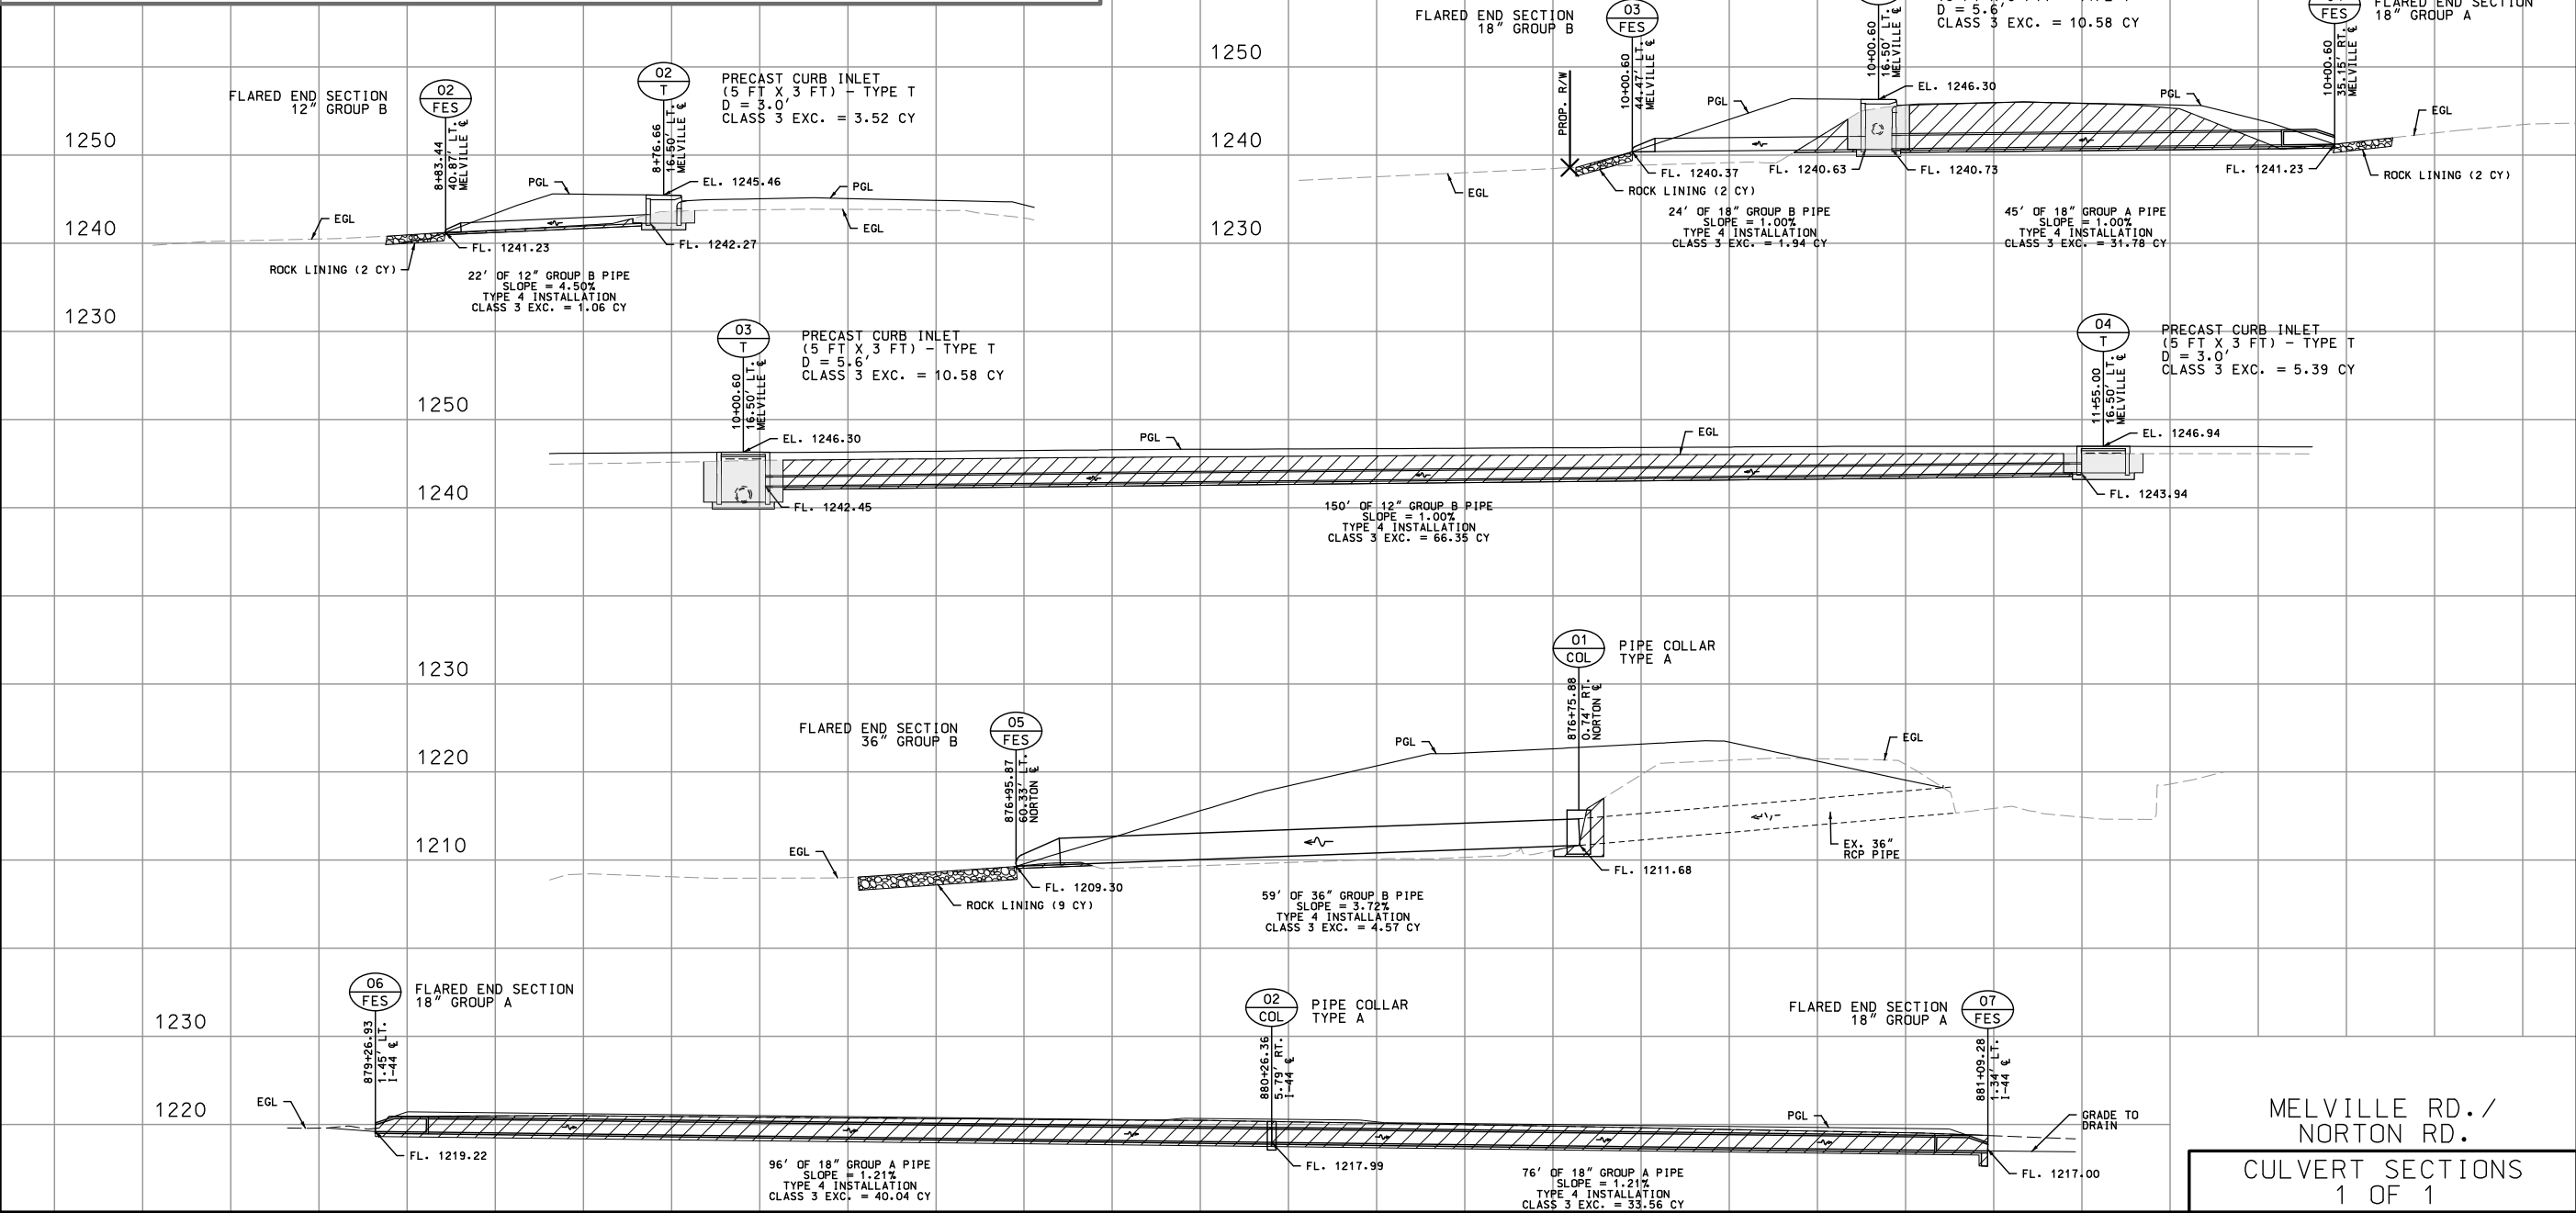 FLARED END SECTION
12" GROUP B
02
FES
8+83.44
40.87' LT.
MELVILLE ℄
02
T
8+76.66
16.50' LT.
MELVILLE ℄
PRECAST CURB INLET
(5 FT X 3 FT) - TYPE T
D = 3.0'
CLASS 3 EXC. = 3.52 CY
1250
1240
1230
PGL
EL. 1245.46
PGL
EGL
EGL
FL. 1241.23
FL. 1242.27
ROCK LINING (2 CY)
22' OF 12" GROUP B PIPE
SLOPE = 4.50%
TYPE 4 INSTALLATION
CLASS 3 EXC. = 1.06 CY
FLARED END SECTION
18" GROUP B
03
FES
10+00.60
44.47' LT.
MELVILLE ℄
PROP. R/W
10+00.60
16.50' LT.
MELVILLE ℄
D = 5.6'
CLASS 3 EXC. = 10.58 CY
FES
10+00.60
35.15' RT.
MELVILLE ℄
FLARED END SECTION
18" GROUP A
1250
1240
1230
PGL
EL. 1246.30
PGL
EGL
EGL
FL. 1240.37
ROCK LINING (2 CY)
FL. 1240.63
FL. 1240.73
FL. 1241.23
ROCK LINING (2 CY)
24' OF 18" GROUP B PIPE
SLOPE = 1.00%
TYPE 4 INSTALLATION
CLASS 3 EXC. = 1.94 CY
45' OF 18" GROUP A PIPE
SLOPE = 1.00%
TYPE 4 INSTALLATION
CLASS 3 EXC. = 31.78 CY
03
T
10+00.60
16.50' LT.
MELVILLE ℄
PRECAST CURB INLET
(5 FT X 3 FT) - TYPE T
D = 5.6'
CLASS 3 EXC. = 10.58 CY
04
T
11+55.00
16.50' LT.
MELVILLE ℄
PRECAST CURB INLET
(5 FT X 3 FT) - TYPE T
D = 3.0'
CLASS 3 EXC. = 5.39 CY
1250
1240
EL. 1246.30
PGL
EGL
EL. 1246.94
FL. 1242.45
FL. 1243.94
150' OF 12" GROUP B PIPE
SLOPE = 1.00%
TYPE 4 INSTALLATION
CLASS 3 EXC. = 66.35 CY
1230
1220
1210
FLARED END SECTION
36" GROUP B
05
FES
876+95.87
60.33' LT.
NORTON ℄
01
COL
876+75.88
0.74' RT.
NORTON ℄
PIPE COLLAR
TYPE A
PGL
EGL
EGL
EX. 36"
RCP PIPE
FL. 1209.30
FL. 1211.68
ROCK LINING (9 CY)
59' OF 36" GROUP B PIPE
SLOPE = 3.72%
TYPE 4 INSTALLATION
CLASS 3 EXC. = 4.57 CY
06
FES
879+26.93
1.45' LT.
I-44 ℄
FLARED END SECTION
18" GROUP A
02
COL
880+26.36
5.79' RT.
I-44 ℄
PIPE COLLAR
TYPE A
FLARED END SECTION
18" GROUP A
07
FES
881+09.28
1.34' LT.
I-44 ℄
1230
1220
EGL
PGL
GRADE TO
DRAIN
FL. 1219.22
FL. 1217.99
FL. 1217.00
96' OF 18" GROUP A PIPE
SLOPE = 1.21%
TYPE 4 INSTALLATION
CLASS 3 EXC. = 40.04 CY
76' OF 18" GROUP A PIPE
SLOPE = 1.21%
TYPE 4 INSTALLATION
CLASS 3 EXC. = 33.56 CY
MELVILLE RD./
NORTON RD.
CULVERT SECTIONS
1 OF 1